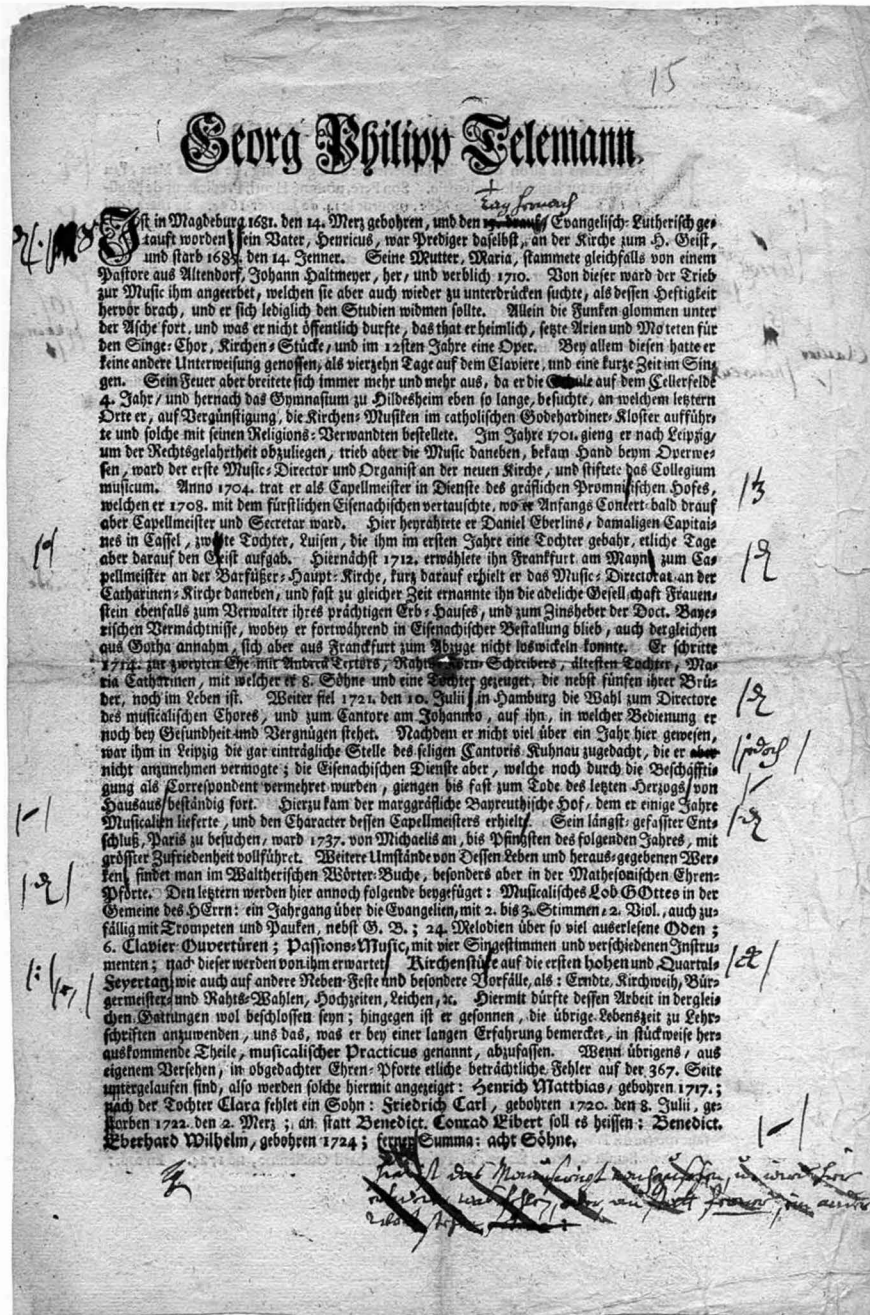 15
Georg Philipp Telemann.
Tag hernach
Ist in Magdeburg 1681. den 14. Merz gebohren, und den Evangelisch-Lutherisch ge-
tauft worden sein Vater, Henricus, war Prediger daselbst, an der Kirche zum H. Geist,
und starb den 14. Jenner. Seine Mutter, Maria, stammete gleichfals von einem
Pastore aus Altendorf, Johann Haltmeyer, her, und verblich 1710. Von dieser ward der Trieb
zur Music ihm angeerbet, welchen sie aber auch wieder zu unterdrücken suchte, als dessen Heftigkeit
hervor brach, und er sich lediglich den Studien widmen sollte. Allein die Funken glommen unter
der Asche fort, und was er nicht öffentlich durfte, das that er heimlich, setzte Arien und Moteten für
den Singe-Chor, Kirchen-Stücke, und im 12sten Jahre eine Oper. Bey allem diesen hatte er
keine andere Unterweisung genossen, als vierzehn Tage auf dem Claviere, und eine kurze Zeit im Sin-
gen. Sein Feuer aber breitete sich immer mehr und mehr aus, da er die Schule auf dem Cellerfelde
4. Jahr/ und hernach das Gymnasium zu Hildesheim eben so lange, besuchte, an welchem letztern
Orte er, auf Vergünstigung, die Kirchen-Musiken im catholischen Godehardiner-Kloster aufführ-
te und solche mit seinen Religions-Verwandten bestellete. Im Jahre 1701. gieng er nach Leipzig/
um der Rechtsgelahrtheit obzuliegen, trieb aber die Music daneben, bekam Hand beym Operwe-
sen, ward der erste Music-Director und Organist an der neuen Kirche, und stiftete das Collegium
musicum. Anno 1704. trat er als Capellmeister in Dienste des gräflichen Promnischen Hofes,
welchen er 1708. mit dem fürstlichen Eisenachischen vertauschte, wo er Anfangs Concert- bald drauf
aber Capellmeister und Secretar ward. Hier heyrahtete er Daniel Eberlins, damaligen Capitai-
nes in Cassel, zweite Tochter, Luisen, die ihm im ersten Jahre eine Tochter gebahr, etliche Tage
aber darauf den Geist aufgab. Hiernächst 1712. erwählete ihn Frankfurt am Mayn zum Ca-
pellmeister an der Barfüßer-Haupt-Kirche, kurz darauf erhielt er das Music-Directorat an der
Catharinen-Kirche daneben, und fast zu gleicher Zeit ernannte ihn die adeliche Gesellschaft Frauen-
stein ebenfalls zum Verwalter ihres prächtigen Erb-Hauses, und zum Zinsheber der Doct. Baye-
rischen Vermächtnisse, wobey er fortwährend in Eisenachischer Bestallung blieb, auch dergleichen
aus Gotha annahm, sich aber aus Franckfurt zum Abzuge nicht loswickeln konnte. Er schritte
1714. zur zweyten Ehe mit Andreä Textors, Rahts-Korn-Schreibers, ältesten Tochter, Ma-
ria Catharinen, mit welcher er 8. Söhne und eine Tochter gezeuget, die nebst fünfen ihrer Brü-
der, noch im Leben ist. Weiter fiel 1721. den 10. Julii in Hamburg die Wahl zum Directore
des musicalischen Chores, und zum Cantore am Johanneo, auf ihn, in welcher Bedienung er
noch bey Gesundheit und Vergnügen stehet. Nachdem er nicht viel über ein Jahr hier gewesen,
war ihm in Leipzig die gar einträgliche Stelle des seligen Cantoris Kuhnau zugedacht, die er aber jedoch
nicht anzunehmen vermogte; die Eisenachischen Dienste aber, welche noch durch die Beschäffti-
gung als Correspondent vermehret wurden, giengen bis fast zum Tode des letzten Herzogs von
Hausaus beständig fort. Hierzu kam der marggräfliche Bayreuthische Hof, dem er einige Jahre
Musicalien lieferte, und den Character dessen Capellmeisters erhielt. Sein längst-gefasster Ent-
schluß, Paris zu besuchen, ward 1737. von Michaelis an, bis Pfingsten des folgenden Jahres, mit
grösster Zufriedenheit vollführet. Weitere Umstände von Dessen Leben und heraus-gegebenen Wer-
ken findet man im Waltherischen Wörter-Buche, besonders aber in der Mathesonischen Ehren-
Pforte. Den letztern werden hier annoch folgende beygefüget: Musicalisches Lob GOttes in der
Gemeine des HErrn: ein Jahrgang über die Evangelien, mit 2. bis 3. Stimmen, 2. Viol., auch zu-
fällig mit Trompeten und Pauken, nebst G. B.; 24. Melodien über so viel auserlesene Oden;
6. Clavier-Ouvertüren; Passions-Music, mit vier Singestimmen und verschiedenen Instru-
menten; nach dieser werden von ihm erwartet Kirchenstüke auf die ersten hohen und Quartal-
Feyertag, wie auch auf andere Neben-Feste und besondere Vorfälle, als: Erndte, Kirchweih, Bür-
germeisters und Rahts-Wahlen, Hochzeiten, Leichen, ꝛc. Hiermit dürfte dessen Arbeit in derglei-
chen Gattungen wol beschlossen seyn; hingegen ist er gesonnen, die übrige Lebenszeit zu Lehr-
schriften anzuwenden, uns das, was er bey einer langen Erfahrung bemercket, in stückweise her-
auskommende Theile, musicalischer Practicus genannt, abzufassen. Wenn übrigens, aus
eigenem Versehen, in obgedachter Ehren-Pforte etliche beträchtliche Fehler auf der 367. Seite
untergelaufen sind, also werden solche hiermit angezeiget: Henrich Matthias, gebohren 1717.;
nach der Tochter Clara fehlet ein Sohn: Friedrich Carl, gebohren 1720. den 8. Julii, ge-
storben 1722. den 2. Merz; an statt Benedict. Conrad Eibert soll es heissen: Benedict.
Eberhard Wilhelm, gebohren 1724; ferner Summa: acht Söhne.